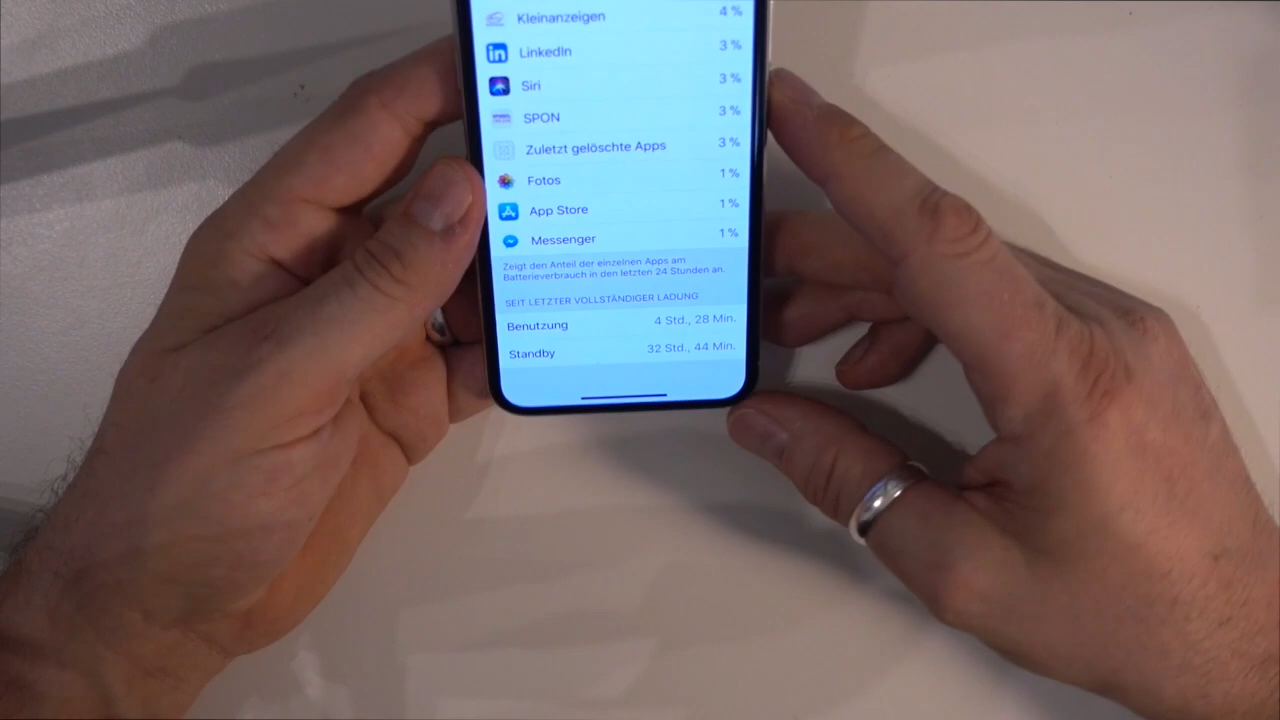 Kleinanzeigen 4 %
in LinkedIn 3 %
Siri 3 %
SPON 3 %
Zuletzt gelöschte Apps 3 %
Fotos 1 %
App Store 1 %
Messenger 1 %
Zeigt den Anteil der einzelnen Apps am
Batterieverbrauch in den letzten 24 Stunden an.
SEIT LETZTER VOLLSTÄNDIGER LADUNG
Benutzung 4 Std., 28 Min.
Standby 32 Std., 44 Min.